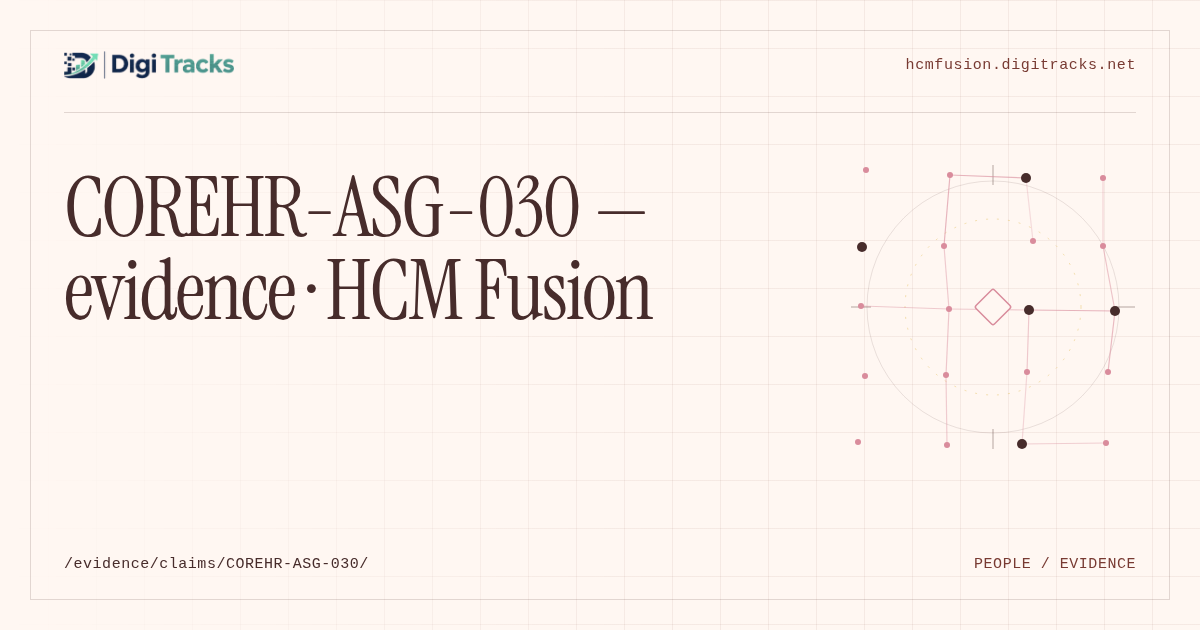 Digi Tracks
hcmfusion.digitracks.net
COREHR-ASG-030 —
evidence · HCM Fusion
/evidence/claims/COREHR-ASG-030/
PEOPLE / EVIDENCE